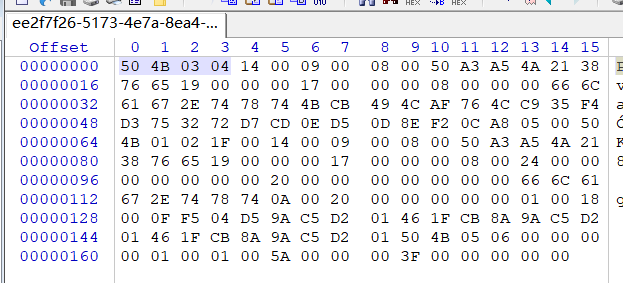 ee2f7f26-5173-4e7a-8ea4-...
Offset 0 1 2 3 4 5 6 7 8 9 10 11 12 13 14 15
00000000 50 4B 03 04 14 00 09 00 08 00 50 A3 A5 4A 21 38
00000016 76 65 19 00 00 00 17 00 00 00 08 00 00 00 66 6C
00000032 61 67 2E 74 78 74 4B CB 49 4C AF 76 4C C9 35 F4
00000048 D3 75 32 72 D7 CD 0E D5 0D 8E F2 0C A8 05 00 50
00000064 4B 01 02 1F 00 14 00 09 00 08 00 50 A3 A5 4A 21
00000080 38 76 65 19 00 00 00 17 00 00 00 08 00 24 00 00
00000096 00 00 00 00 00 20 00 00 00 00 00 00 00 66 6C 61
00000112 67 2E 74 78 74 0A 00 20 00 00 00 00 00 01 00 18
00000128 00 0F F5 04 D5 9A C5 D2 01 46 1F CB 8A 9A C5 D2
00000144 01 46 1F CB 8A 9A C5 D2 01 50 4B 05 06 00 00 00
00000160 00 01 00 01 00 5A 00 00 00 3F 00 00 00 00 00